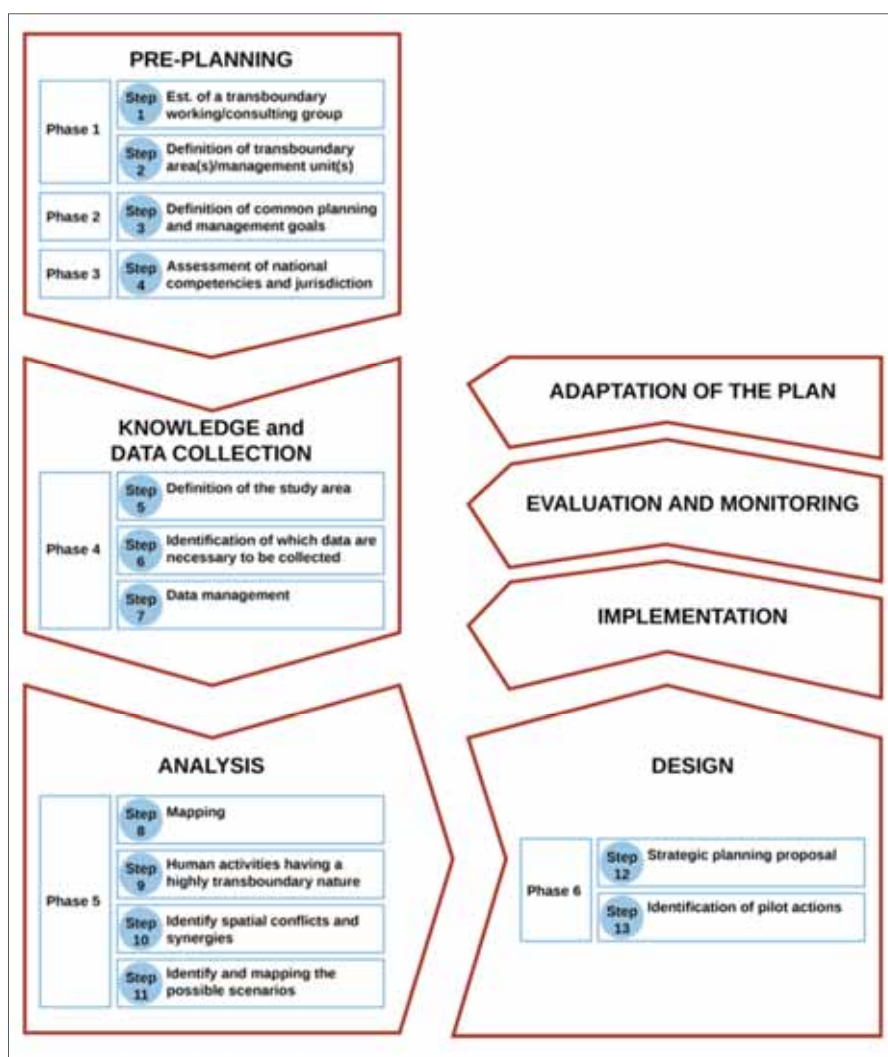 PRE-PLANNING
Phase 1
Step
1
Est. of a transboundary
working/consulting group
Step
2
Definition of transboundary
area(s)/management unit(s)
Phase 2
Step
3
Definition of common planning
and management goals
Phase 3
Step
4
Assessment of national
competencies and jurisdiction
KNOWLEDGE and
DATA COLLECTION
Phase 4
Step
5
Definition of the study area
Step
6
Identification of which data are
necessary to be collected
Step
7
Data management
ANALYSIS
Phase 5
Step
8
Mapping
Step
9
Human activities having a
highly transboundary nature
Step
10
Identify spatial conflicts and
synergies
Step
11
Identify and mapping the
possible scenarios
DESIGN
Phase 6
Step
12
Strategic planning proposal
Step
13
Identification of pilot actions
IMPLEMENTATION
EVALUATION AND MONITORING
ADAPTATION OF THE PLAN